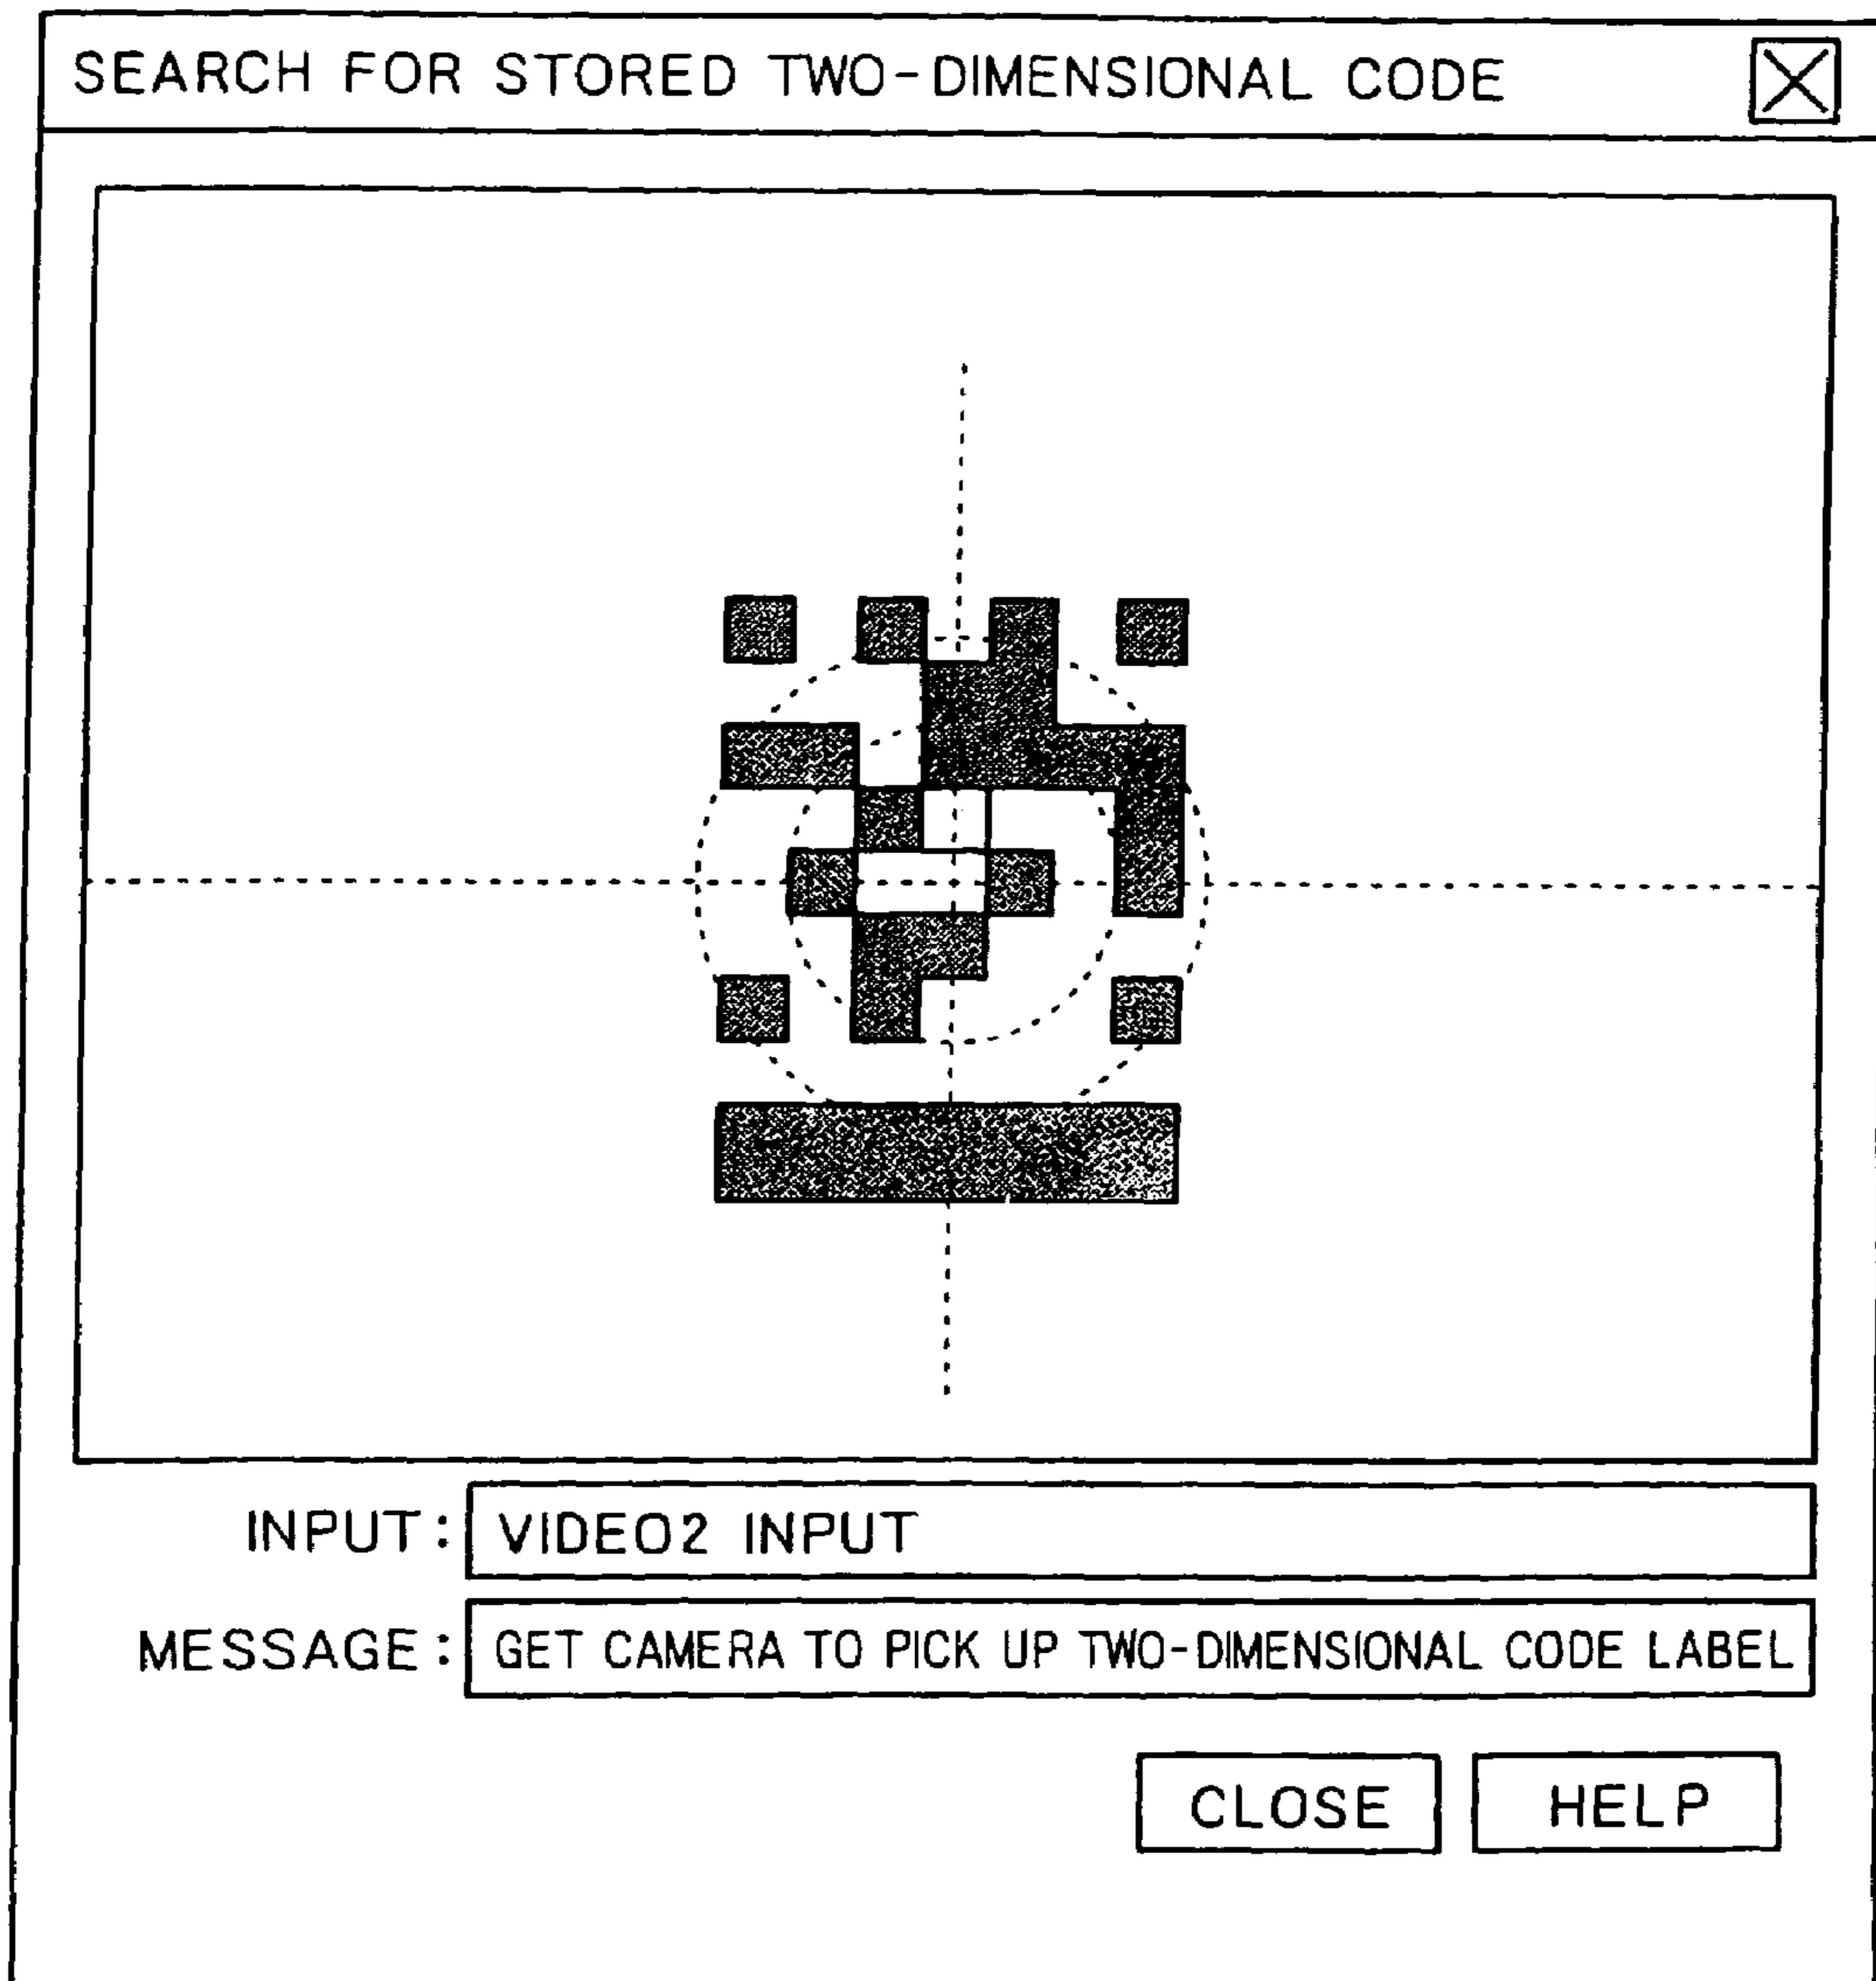 SEARCH FOR STORED TWO-DIMENSIONAL CODE
INPUT: VIDEO2 INPUT
MESSAGE: GET CAMERA TO PICK UP TWO-DIMENSIONAL CODE LABEL
CLOSE HELP